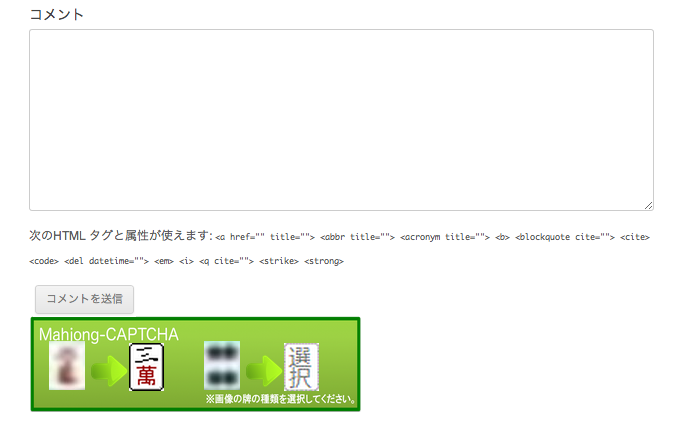 コメント
次のHTML タグと属性が使えます: <a href="" title=""> <abbr title=""> <acronym title=""> <b> <blockquote cite=""> <cite>
<code> <del datetime=""> <em> <i> <q cite=""> <strike> <strong>
コメントを送信
Mahjong-CAPTCHA
三萬
選択
※画像の牌の種類を選択してください。